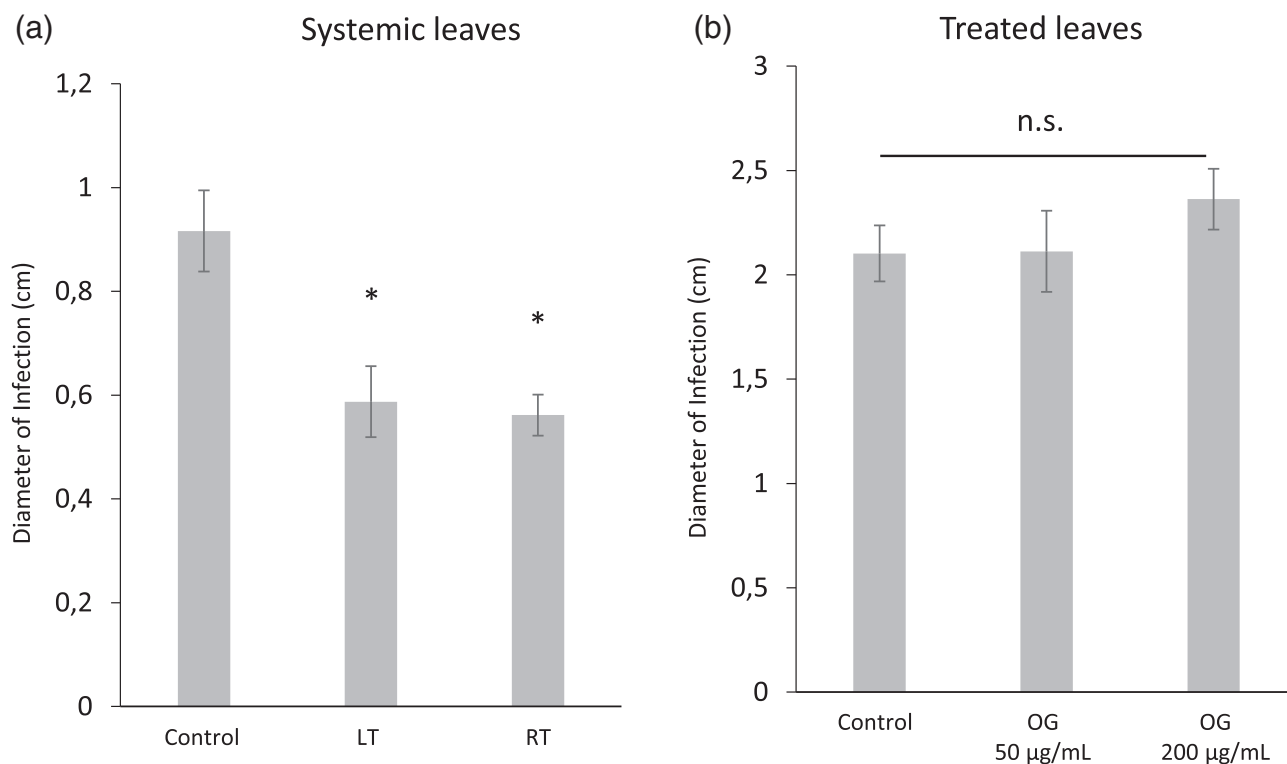 (a)
Systemic leaves
Diameter of Infection (cm)
1,2
1
0,8
0,6
0,4
0,2
0
*
*
Control
LT
RT
(b)
Treated leaves
Diameter of Infection (cm)
3
2,5
2
1,5
1
0,5
0
n.s.
Control
OG
50 µg/mL
OG
200 µg/mL